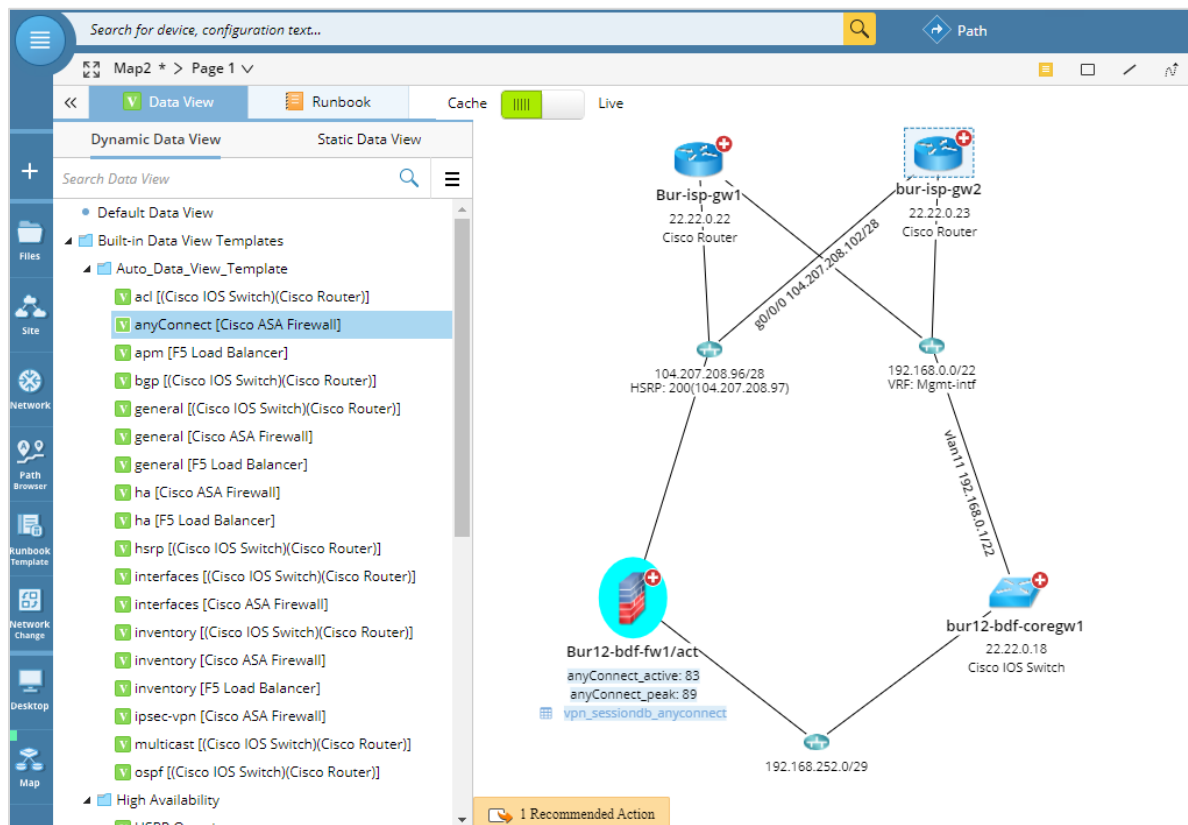 Search for device, configuration text...
Path
Map2 * > Page 1
Data View
Runbook
Cache
Live
Dynamic Data View
Static Data View
Search Data View
Files
Site
Network
Path
Browser
Runbook
Template
Network
Change
Desktop
Map
Default Data View
Built-in Data View Templates
Auto_Data_View_Template
acl [(Cisco IOS Switch)(Cisco Router)]
anyConnect [Cisco ASA Firewall]
apm [F5 Load Balancer]
bgp [(Cisco IOS Switch)(Cisco Router)]
general [(Cisco IOS Switch)(Cisco Router)]
general [Cisco ASA Firewall]
general [F5 Load Balancer]
ha [Cisco ASA Firewall]
ha [F5 Load Balancer]
hsrp [(Cisco IOS Switch)(Cisco Router)]
interfaces [(Cisco IOS Switch)(Cisco Router)]
interfaces [Cisco ASA Firewall]
inventory [(Cisco IOS Switch)(Cisco Router)]
inventory [Cisco ASA Firewall]
inventory [F5 Load Balancer]
ipsec-vpn [Cisco ASA Firewall]
multicast [(Cisco IOS Switch)(Cisco Router)]
ospf [(Cisco IOS Switch)(Cisco Router)]
High Availability
Bur-isp-gw1
22.22.0.22
Cisco Router
bur-isp-gw2
22.22.0.23
Cisco Router
g0/0/0 104.207.208.102/28
104.207.208.96/28
HSRP: 200(104.207.208.97)
192.168.0.0/22
VRF: Mgmt-intf
vlan11 192.168.0.1/22
Bur12-bdf-fw1/act
anyConnect_active: 83
anyConnect_peak: 89
vpn_sessiondb_anyconnect
bur12-bdf-coregw1
22.22.0.18
Cisco IOS Switch
192.168.252.0/29
1 Recommended Action